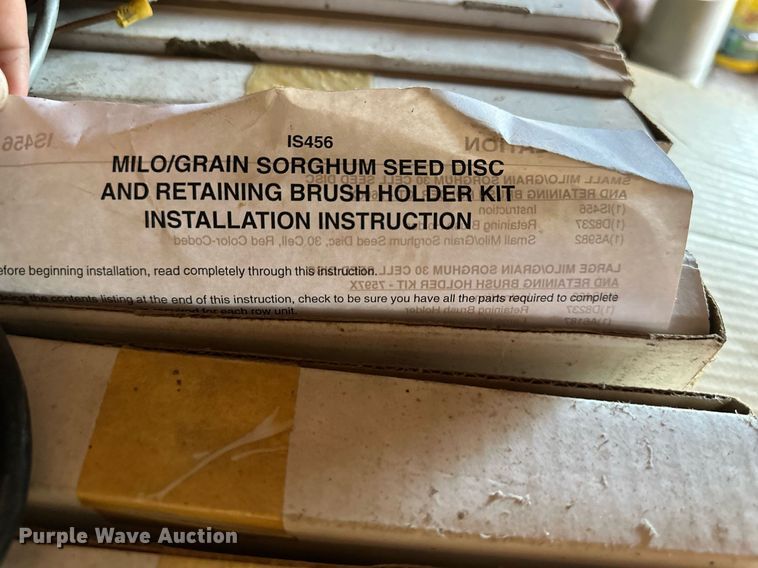 IS456
MILO/GRAIN SORGHUM SEED DISC
AND RETAINING BRUSH HOLDER KIT
INSTALLATION INSTRUCTION
efore beginning installation, read completely through this instruction.
the contents listing at the end of this instruction, check to be sure you have all the parts required to complete
required for each row unit.
IS456
SMALL MILO/GRAIN SORGHUM 30 CELL SEED DISC
AND RETAINING
(1)IS456 Instruction
(1)D8237 Retaining
(1)A5982 Small Milo/Grain Sorghum Seed Disc, 30 Cell, Red Color-Coded
LARGE MILO/GRAIN SORGHUM 30 CELL
AND RETAINING BRUSH HOLDER KIT - 7597X
(1)D8237 Retaining Brush Holder
Purple Wave Auction